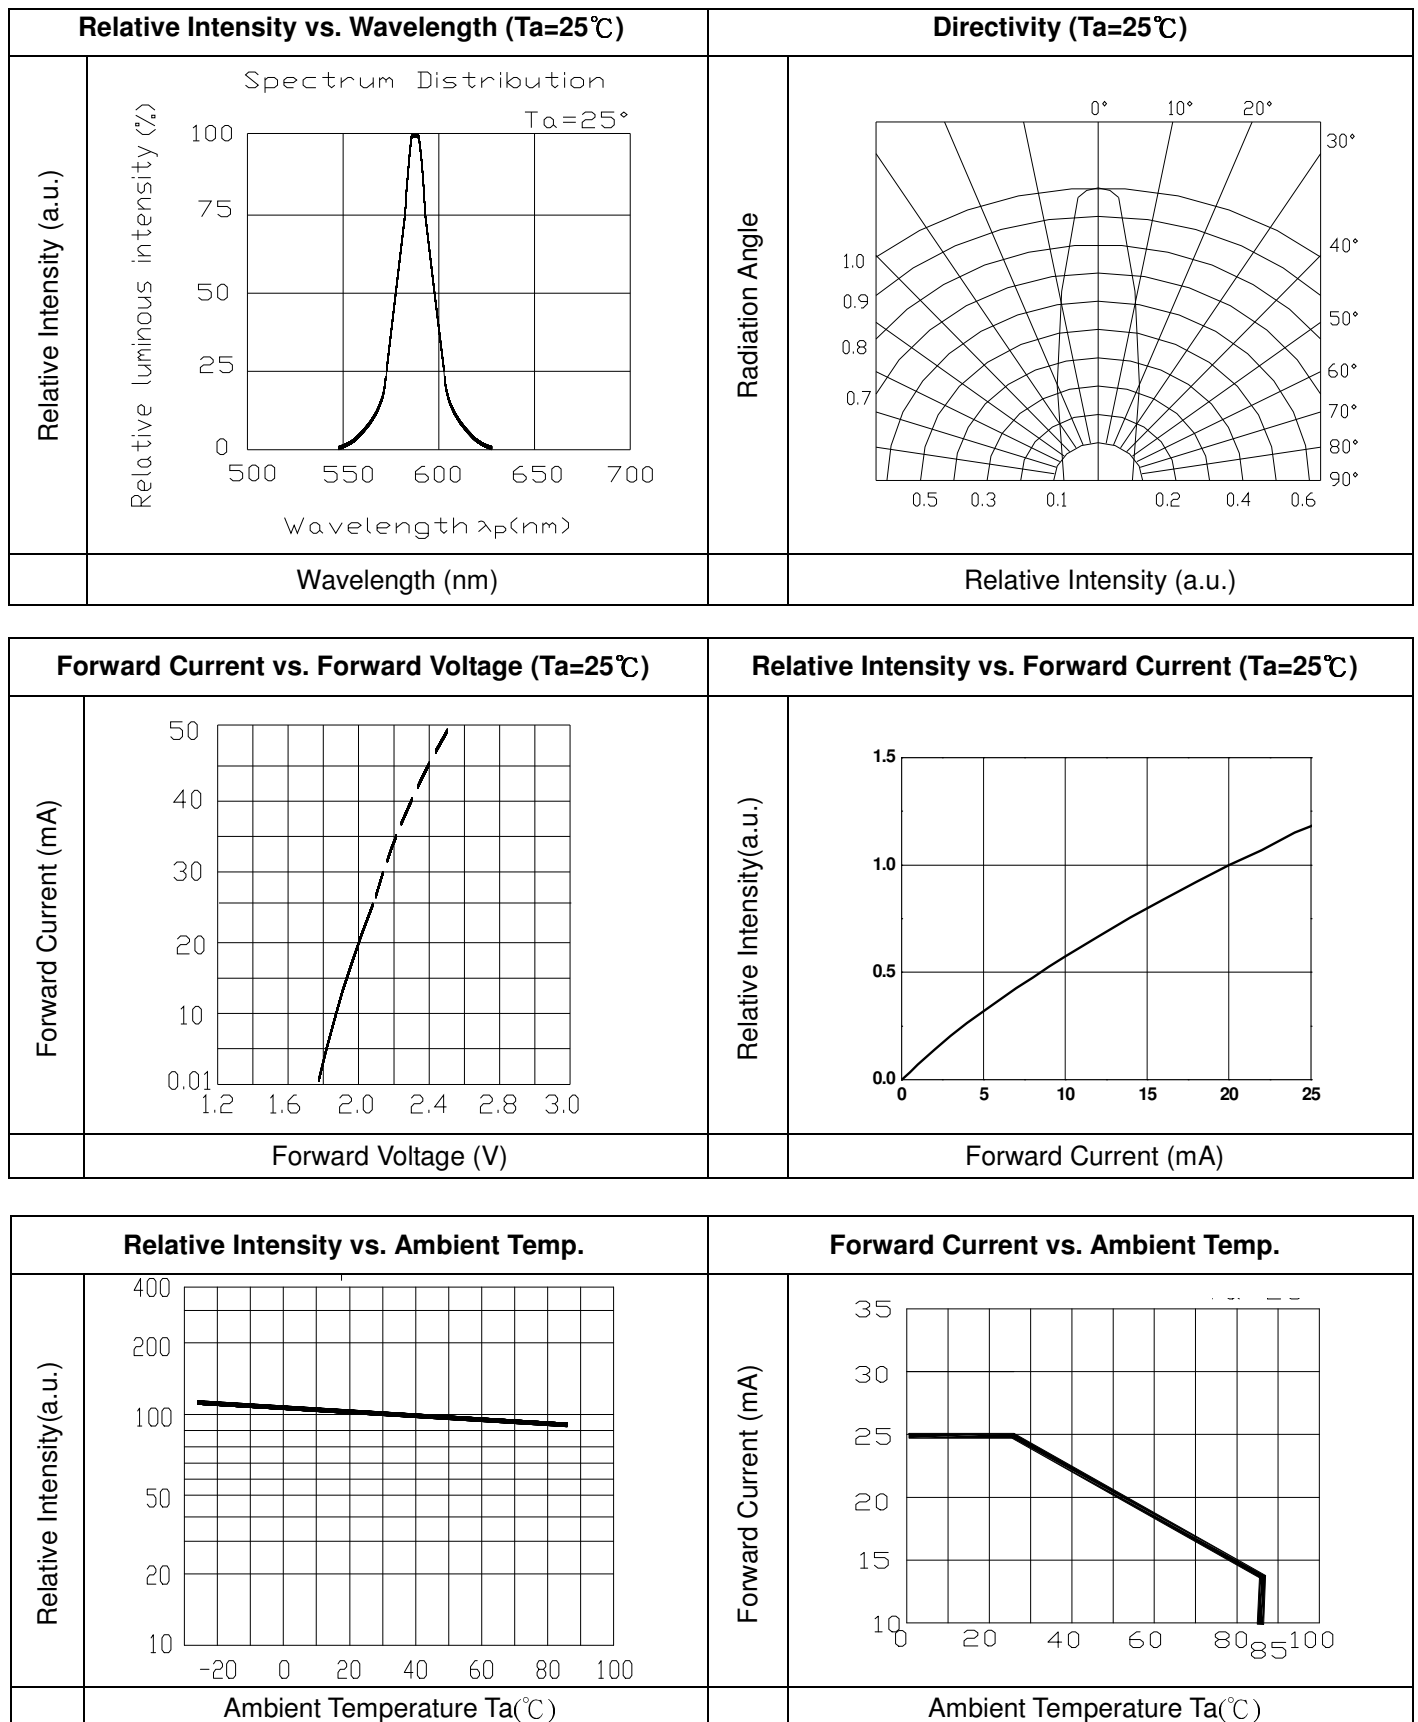 Relative Intensity vs. Wavelength (Ta=25℃)
Directivity (Ta=25℃)
Relative Intensity (a.u.)
Spectrum Distribution
Ta=25°
Relative luminous intensity (%)
100
75
50
25
0
500 550 600 650 700
Wavelength λp(nm)
Wavelength (nm)
Radiation Angle
0° 10° 20°
30°
40°
50°
60°
70°
80°
90°
1.0
0.9
0.8
0.7
0.5 0.3 0.1 0.2 0.4 0.6
Relative Intensity (a.u.)
Forward Current vs. Forward Voltage (Ta=25℃)
Relative Intensity vs. Forward Current (Ta=25℃)
Forward Current (mA)
50
40
30
20
10
0.01
1.2 1.6 2.0 2.4 2.8 3.0
Forward Voltage (V)
Relative Intensity(a.u.)
1.5
1.0
0.5
0.0
0 5 10 15 20 25
Forward Current (mA)
Relative Intensity vs. Ambient Temp.
Forward Current vs. Ambient Temp.
Relative Intensity(a.u.)
400
200
100
50
20
10
-20 0 20 40 60 80 100
Ambient Temperature Ta(℃)
Forward Current (mA)
35
30
25
20
15
10
0 20 40 60 80 85 100
Ambient Temperature Ta(℃)